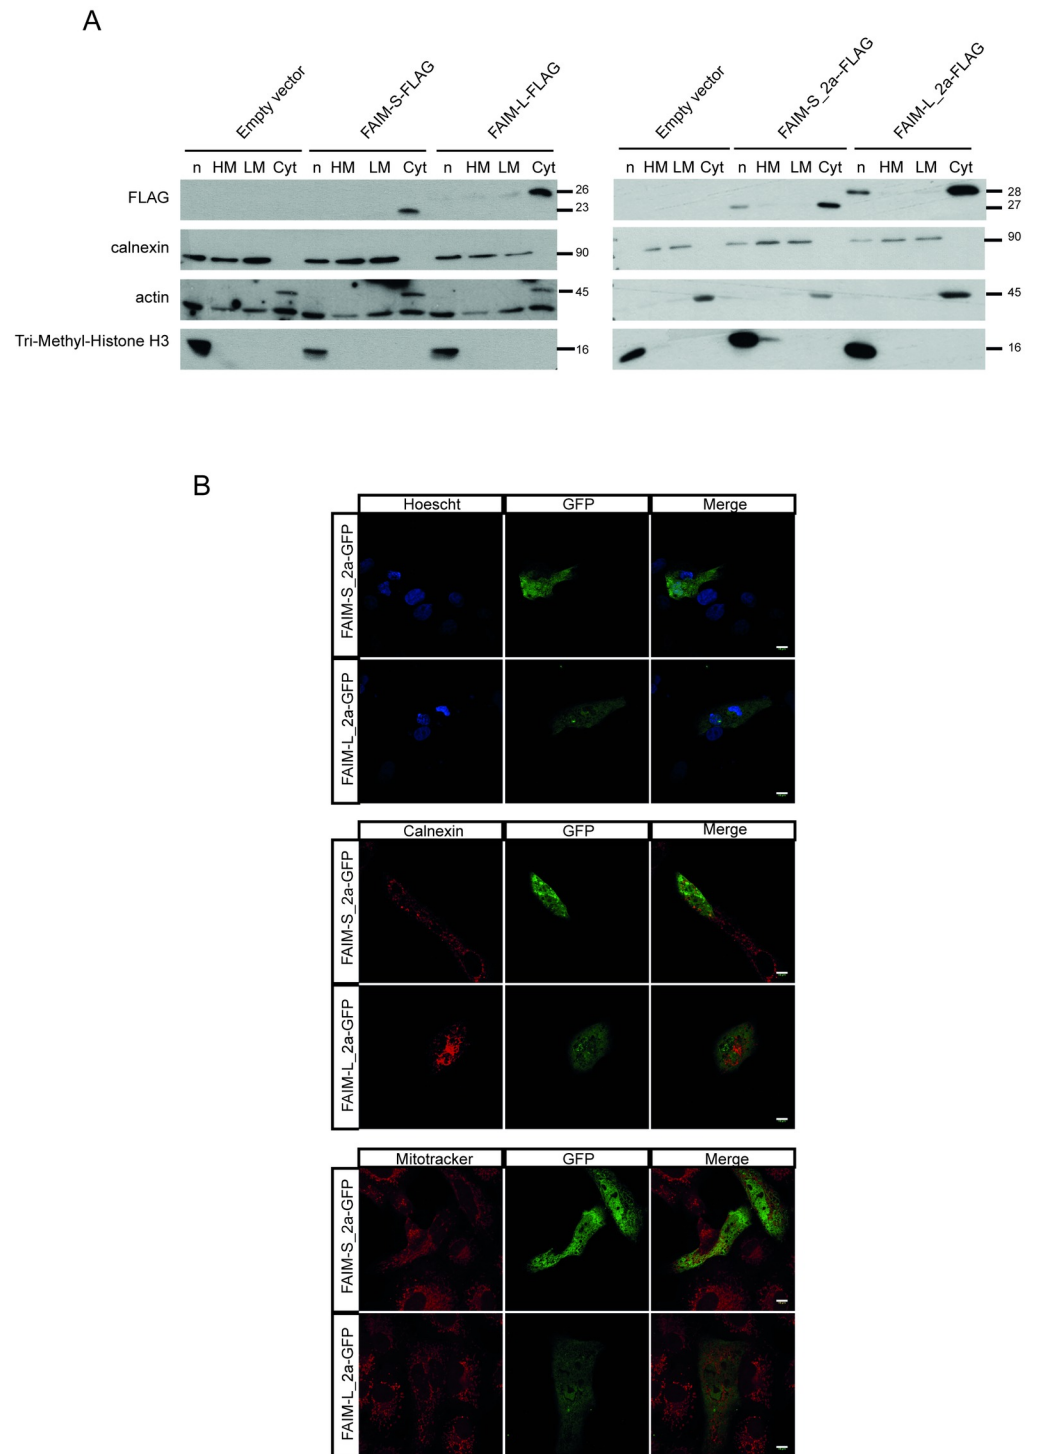 A
Empty vector FAIM-S-FLAG FAIM-L-FLAG Empty vector FAIM-S_2a--FLAG FAIM-L_2a-FLAG
n HM LM Cyt n HM LM Cyt n HM LM Cyt n HM LM Cyt n HM LM Cyt n HM LM Cyt
FLAG 26 28
23 27
calnexin 90 90
actin 45 45
Tri-Methyl-Histone H3 16 16
B
Hoescht GFP Merge
FAIM-S_2a-GFP
FAIM-L_2a-GFP
Calnexin GFP Merge
FAIM-S_2a-GFP
FAIM-L_2a-GFP
Mitotracker GFP Merge
FAIM-S_2a-GFP
FAIM-L_2a-GFP